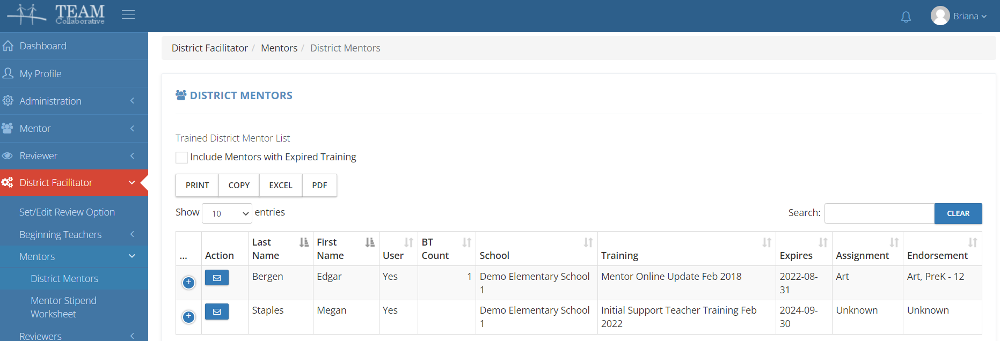 TEAM
Collaborative
Briana
Dashboard
My Profile
Administration
Mentor
Reviewer
District Facilitator
Set/Edit Review Option
Beginning Teachers
Mentors
District Mentors
Mentor Stipend
Worksheet
Reviewers
District Facilitator / Mentors / District Mentors
DISTRICT MENTORS
Trained District Mentor List
Include Mentors with Expired Training
PRINT COPY EXCEL PDF
Show 10 entries
Search: CLEAR
... Action Last Name First Name User BT Count School Training Expires Assignment Endorsement
Bergen Edgar Yes 1 Demo Elementary School Mentor Online Update Feb 2018 2022-08- Art Art, PreK - 12
1 31
Staples Megan Yes Demo Elementary School Initial Support Teacher Training Feb 2024-09- Unknown Unknown
1 2022 30